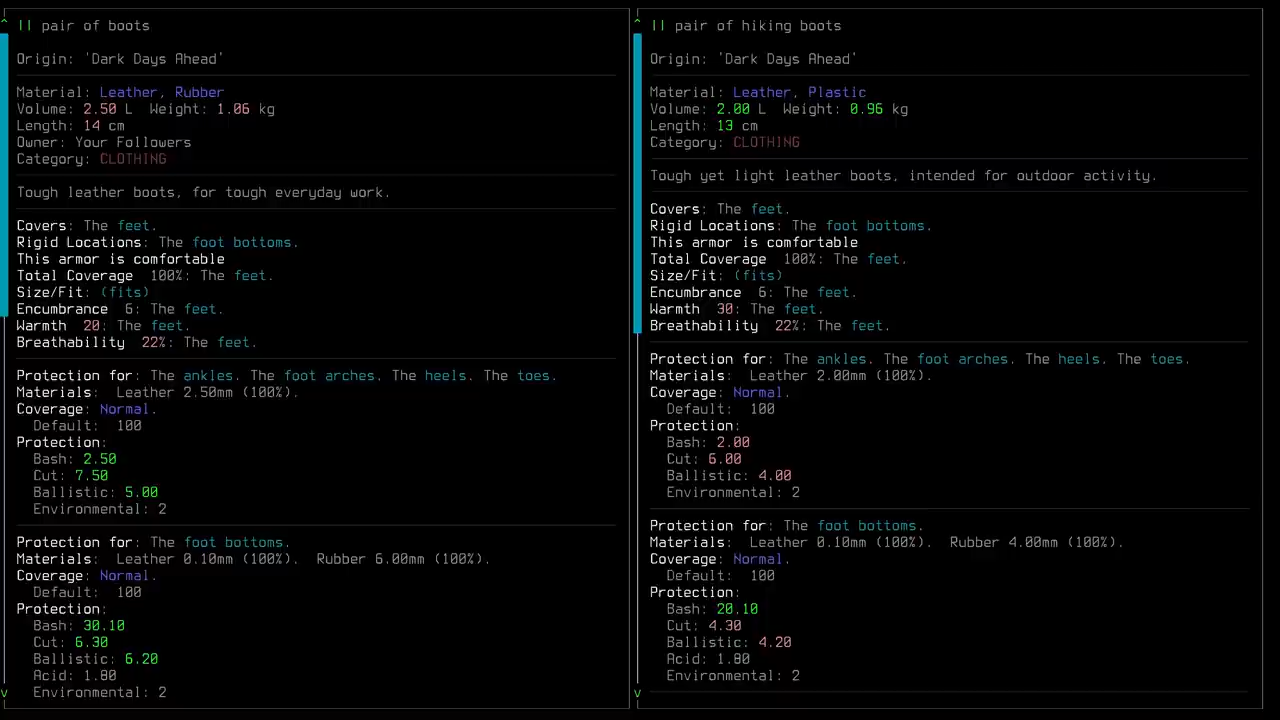 || pair of boots
Origin: 'Dark Days Ahead'
Material: Leather, Rubber
Volume: 2.50 L  Weight: 1.06 kg
Length: 14 cm
Owner: Your Followers
Category: CLOTHING
Tough leather boots, for tough everyday work.
Covers: The feet.
Rigid Locations: The foot bottoms.
This armor is comfortable
Total Coverage  100%: The feet.
Size/Fit: (fits)
Encumbrance  6: The feet.
Warmth  20: The feet.
Breathability  22%: The feet.
Protection for: The ankles. The foot arches. The heels. The toes.
Materials:  Leather 2.50mm (100%).
Coverage: Normal.
Default:  100
Protection:
Bash: 2.50
Cut: 7.50
Ballistic: 5.00
Environmental: 2
Protection for: The foot bottoms.
Materials:  Leather 0.10mm (100%).  Rubber 6.00mm (100%).
Coverage: Normal.
Default:  100
Protection:
Bash: 30.10
Cut: 6.30
Ballistic: 6.20
Acid: 1.80
Environmental: 2
|| pair of hiking boots
Origin: 'Dark Days Ahead'
Material: Leather, Plastic
Volume: 2.00 L  Weight: 0.96 kg
Length: 13 cm
Category: CLOTHING
Tough yet light leather boots, intended for outdoor activity.
Covers: The feet.
Rigid Locations: The foot bottoms.
This armor is comfortable
Total Coverage  100%: The feet.
Size/Fit: (fits)
Encumbrance  6: The feet.
Warmth  30: The feet.
Breathability  22%: The feet.
Protection for: The ankles. The foot arches. The heels. The toes.
Materials:  Leather 2.00mm (100%).
Coverage: Normal.
Default:  100
Protection:
Bash: 2.00
Cut: 6.00
Ballistic: 4.00
Environmental: 2
Protection for: The foot bottoms.
Materials:  Leather 0.10mm (100%).  Rubber 4.00mm (100%).
Coverage: Normal.
Default:  100
Protection:
Bash: 20.10
Cut: 4.30
Ballistic: 4.20
Acid: 1.80
Environmental: 2